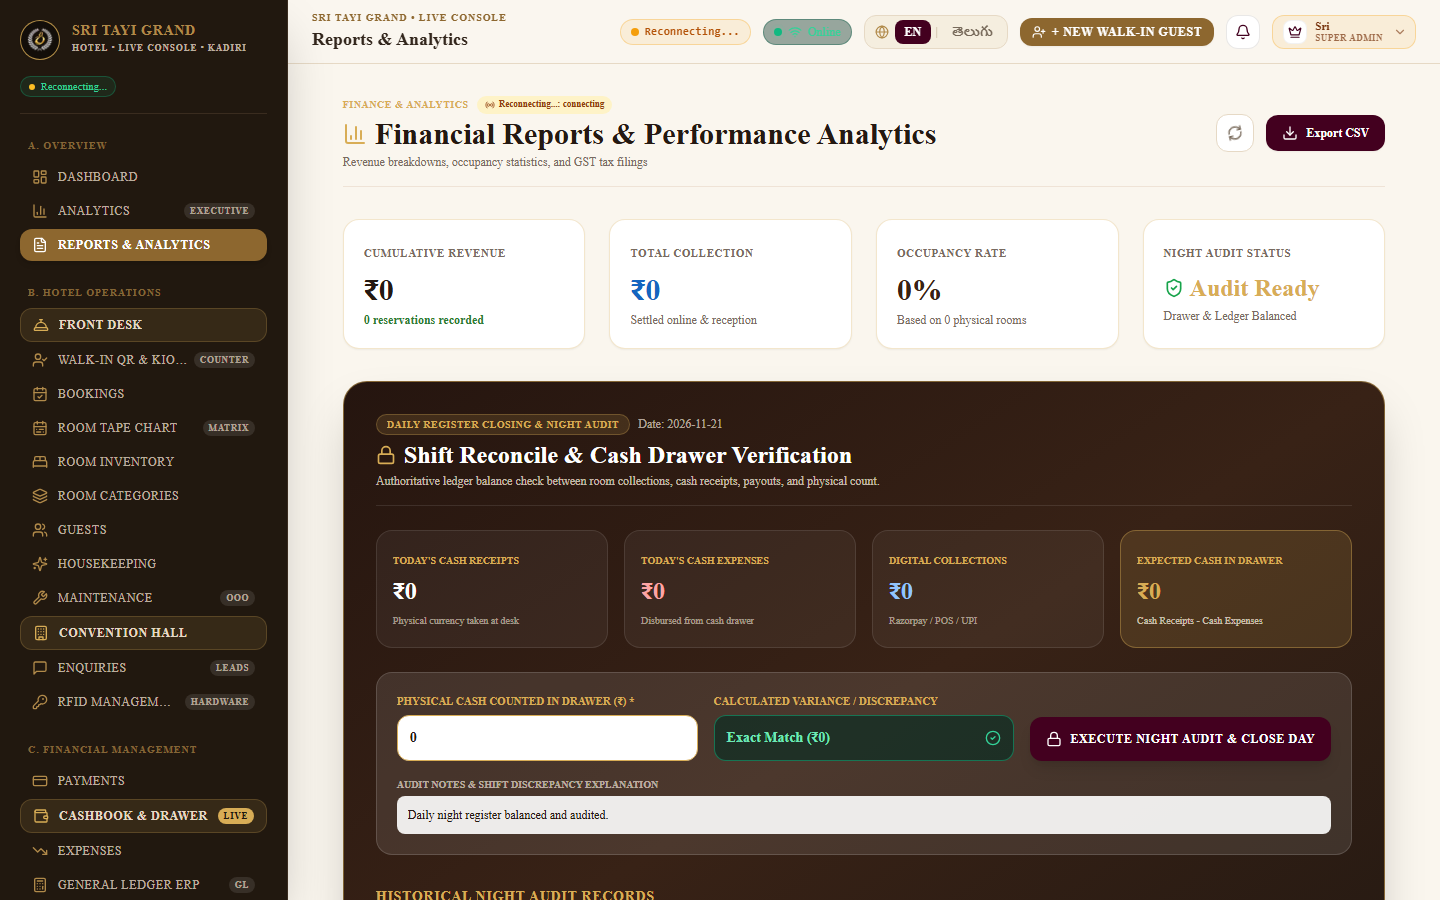 SRI TAYI GRAND
HOTEL • LIVE CONSOLE • KADIRI
Reconnecting...
A. OVERVIEW
DASHBOARD
ANALYTICS EXECUTIVE
REPORTS & ANALYTICS
B. HOTEL OPERATIONS
FRONT DESK
WALK-IN QR & KIO... COUNTER
BOOKINGS
ROOM TAPE CHART MATRIX
ROOM INVENTORY
ROOM CATEGORIES
GUESTS
HOUSEKEEPING
MAINTENANCE OOO
CONVENTION HALL
ENQUIRIES LEADS
RFID MANAGEM... HARDWARE
C. FINANCIAL MANAGEMENT
PAYMENTS
CASHBOOK & DRAWER LIVE
EXPENSES
GENERAL LEDGER ERP GL
SRI TAYI GRAND • LIVE CONSOLE
Reports & Analytics
Reconnecting...
EN తెలుగు
+ NEW WALK-IN GUEST
Sri
SUPER ADMIN
FINANCE & ANALYTICS Reconnecting...: connecting
Financial Reports & Performance Analytics
Revenue breakdowns, occupancy statistics, and GST tax filings
Export CSV
CUMULATIVE REVENUE
₹0
0 reservations recorded
TOTAL COLLECTION
₹0
Settled online & reception
OCCUPANCY RATE
0%
Based on 0 physical rooms
NIGHT AUDIT STATUS
Audit Ready
Drawer & Ledger Balanced
DAILY REGISTER CLOSING & NIGHT AUDIT Date: 2026-11-21
Shift Reconcile & Cash Drawer Verification
Authoritative ledger balance check between room collections, cash receipts, payouts, and physical count.
TODAY'S CASH RECEIPTS
₹0
Physical currency taken at desk
TODAY'S CASH EXPENSES
₹0
Disbursed from cash drawer
DIGITAL COLLECTIONS
₹0
Razorpay / POS / UPI
EXPECTED CASH IN DRAWER
₹0
Cash Receipts - Cash Expenses
PHYSICAL CASH COUNTED IN DRAWER (₹) *
0
CALCULATED VARIANCE / DISCREPANCY
Exact Match (₹0)
EXECUTE NIGHT AUDIT & CLOSE DAY
AUDIT NOTES & SHIFT DISCREPANCY EXPLANATION
Daily night register balanced and audited.
HISTORICAL NIGHT AUDIT RECORDS